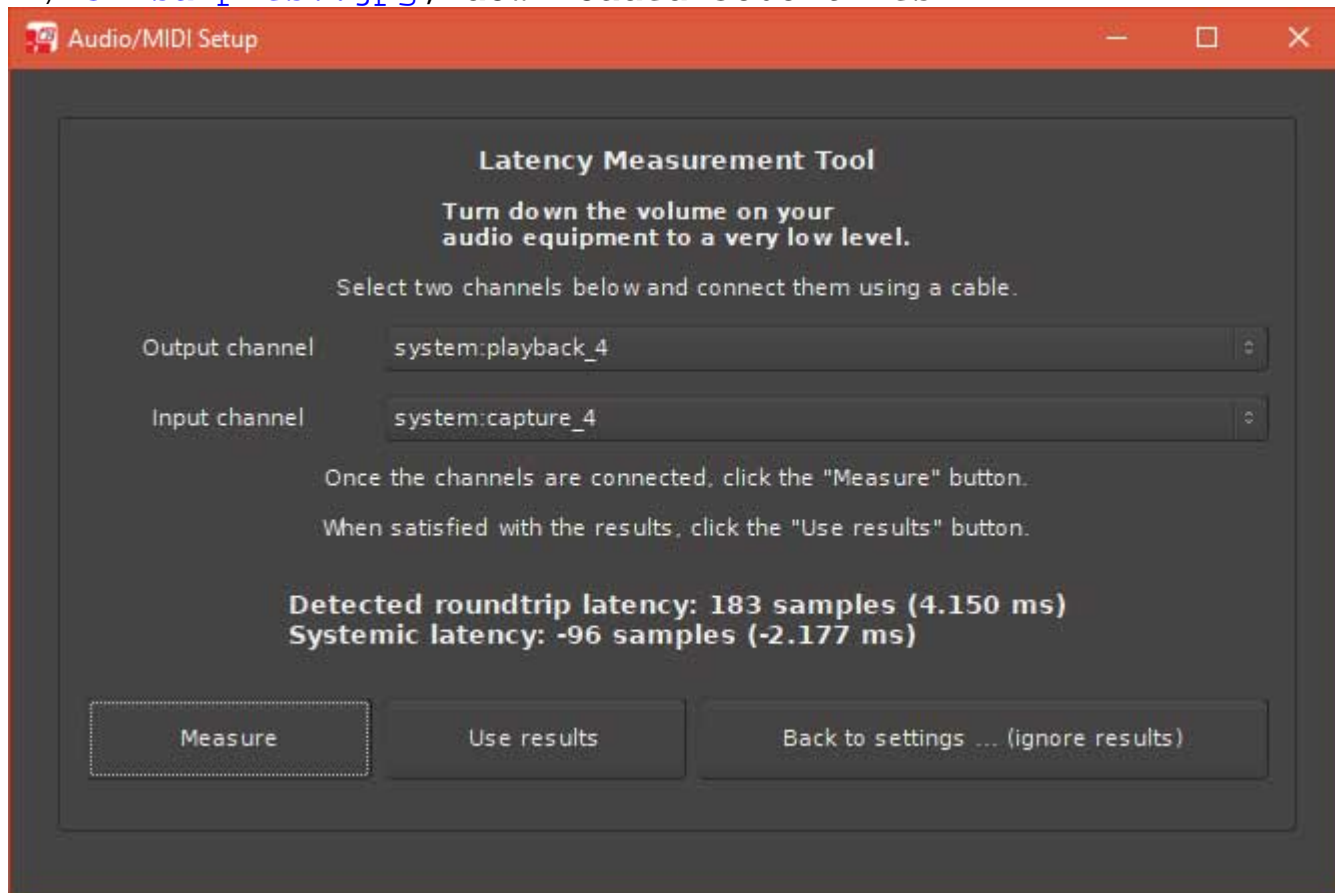 Audio/MIDI Setup
Latency Measurement Tool
Turn down the volume on your
audio equipment to a very low level.
Select two channels below and connect them using a cable.
Output channel system:playback_4
Input channel system:capture_4
Once the channels are connected, click the "Measure" button.
When satisfied with the results, click the "Use results" button.
Detected roundtrip latency: 183 samples (4.150 ms)
Systemic latency: -96 samples (-2.177 ms)
Measure Use results Back to settings ... (ignore results)